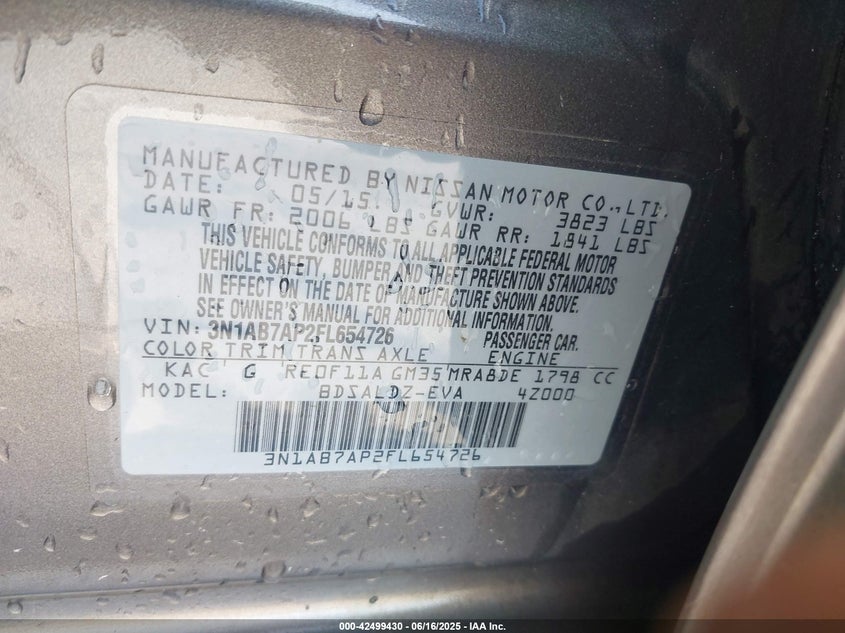 MANUFACTURED BY NISSAN MOTOR CO., LTD.
DATE: 05/15 GVWR: 3823 LBS
GAWR FR: 2006 LBS GAWR RR: 1841 LBS
THIS VEHICLE CONFORMS TO ALL APPLICABLE FEDERAL MOTOR
VEHICLE SAFETY, BUMPER AND THEFT PREVENTION STANDARDS
IN EFFECT ON THE DATE OF MANUFACTURE SHOWN ABOVE.
SEE OWNER'S MANUAL FOR ADDITIONAL INFORMATION.
VIN: 3N1AB7AP2FL654726 PASSENGER CAR.
COLOR TRIM TRANS AXLE ENGINE
KAC G RE0F11A GM35 MRA8DE 1798 CC
MODEL: BDSALDZ-EVA 4Z000
3N1AB7AP2FL654726
000-42499430 - 06/16/2025 - IAA Inc.